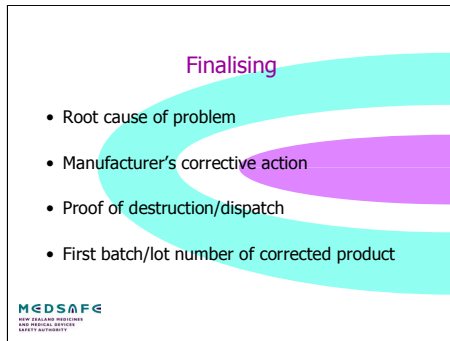 Finalising
• Root cause of problem
• Manufacturer's corrective action
• Proof of destruction/dispatch
• First batch/lot number of corrected product
MEDSAFE
NEW ZEALAND MEDICINES
AND MEDICAL DEVICES
SAFETY AUTHORITY